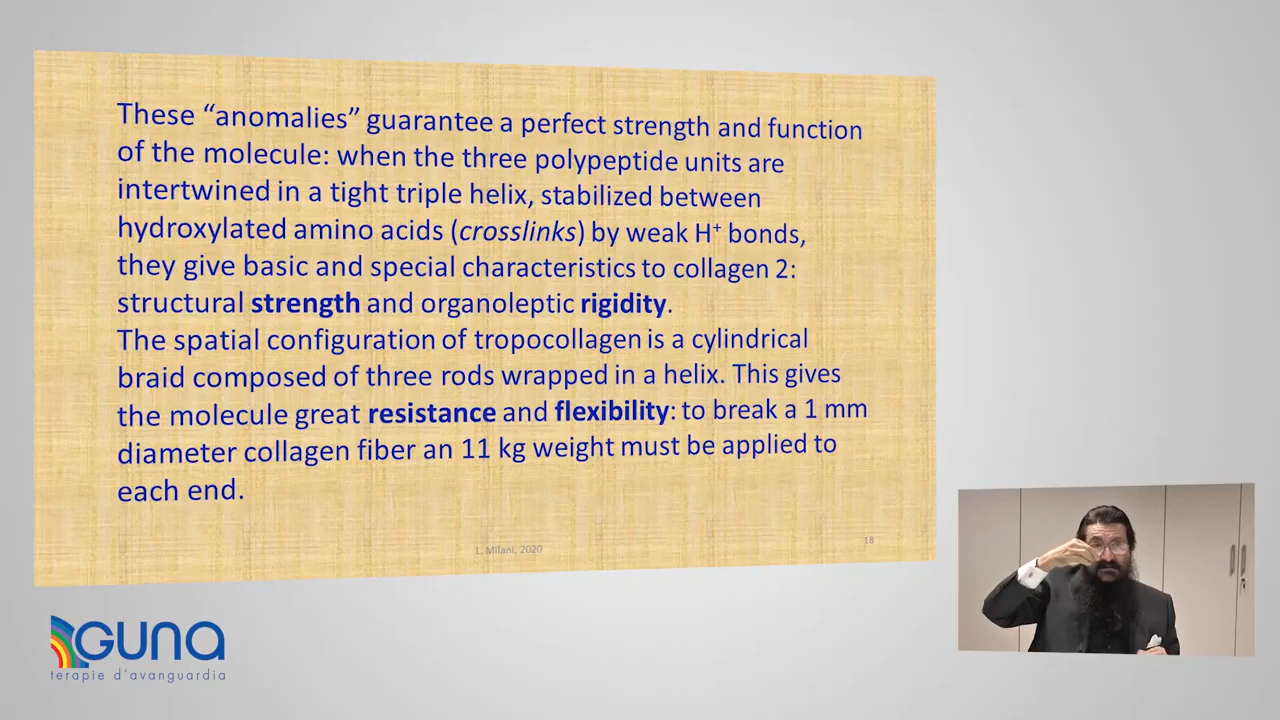 These “anomalies” guarantee a perfect strength and function
of the molecule: when the three polypeptide units are
intertwined in a tight triple helix, stabilized between
hydroxylated amino acids (crosslinks) by weak H⁺ bonds,
they give basic and special characteristics to collagen 2:
structural strength and organoleptic rigidity.
The spatial configuration of tropocollagen is a cylindrical
braid composed of three rods wrapped in a helix. This gives
the molecule great resistance and flexibility: to break a 1 mm
diameter collagen fiber an 11 kg weight must be applied to
each end.
L. Milani, 2020
18
GUNA
terapie d'avanguardia